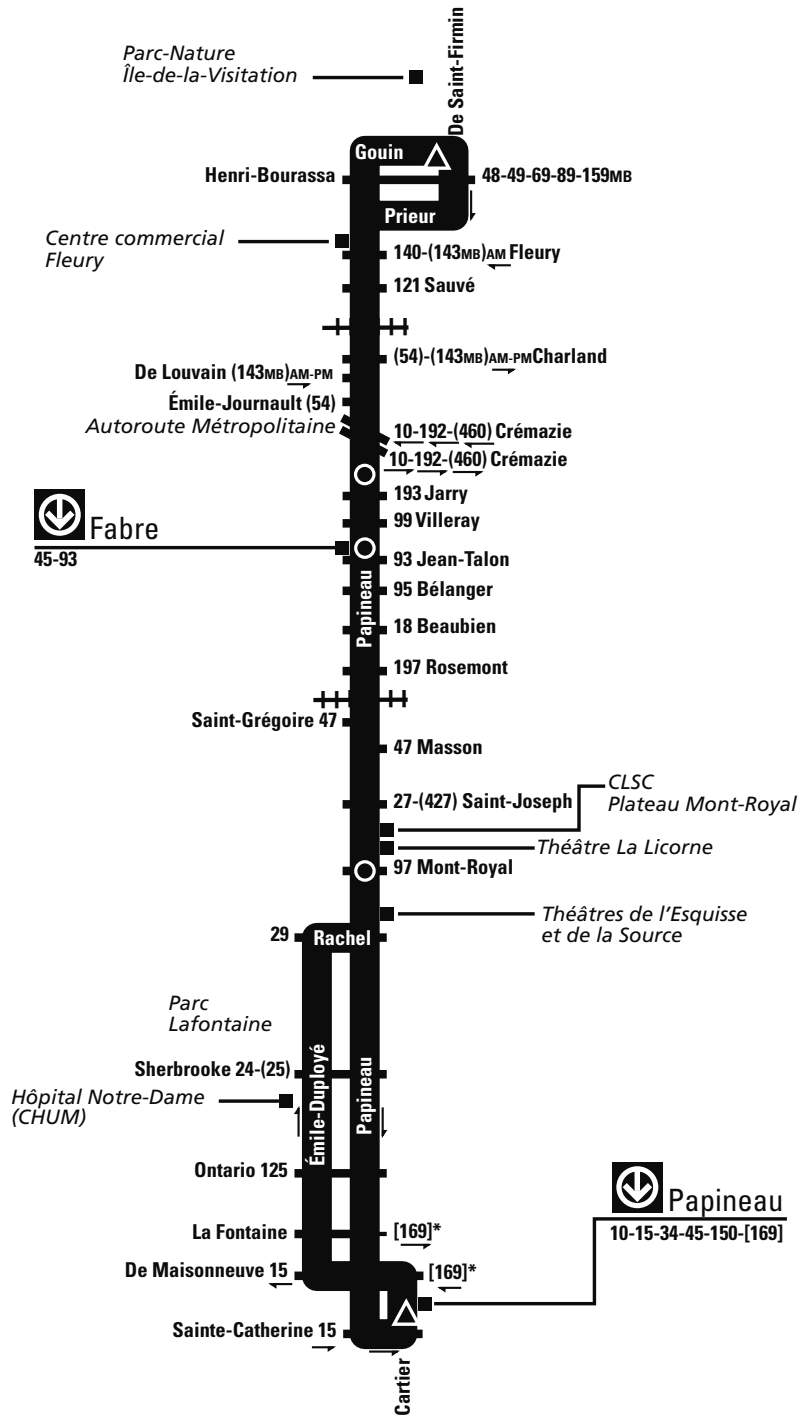 Parc-Nature
Île-de-la-Visitation
De Saint-Firmin
Gouin
Henri-Bourassa
48-49-69-89-159MB
Prieur
Centre commercial
Fleury
140-(143MB)AM Fleury
121 Sauvé
(54)-(143MB)AM-PM Charland
De Louvain (143MB)AM-PM
Émile-Journault (54)
Autoroute Métropolitaine
10-192-(460) Crémazie
10-192-(460) Crémazie
193 Jarry
Fabre
45-93
99 Villeray
93 Jean-Talon
Papineau
95 Bélanger
18 Beaubien
197 Rosemont
Saint-Grégoire 47
47 Masson
27-(427) Saint-Joseph
CLSC
Plateau Mont-Royal
Théâtre La Licorne
97 Mont-Royal
Théâtres de l'Esquisse
et de la Source
29
Rachel
Parc
Lafontaine
Sherbrooke 24-(25)
Émile-Duployé
Papineau
Hôpital Notre-Dame
(CHUM)
Ontario 125
Papineau
10-15-34-45-150-[169]
La Fontaine
[169]*
De Maisonneuve 15
[169]*
Sainte-Catherine 15
Cartier